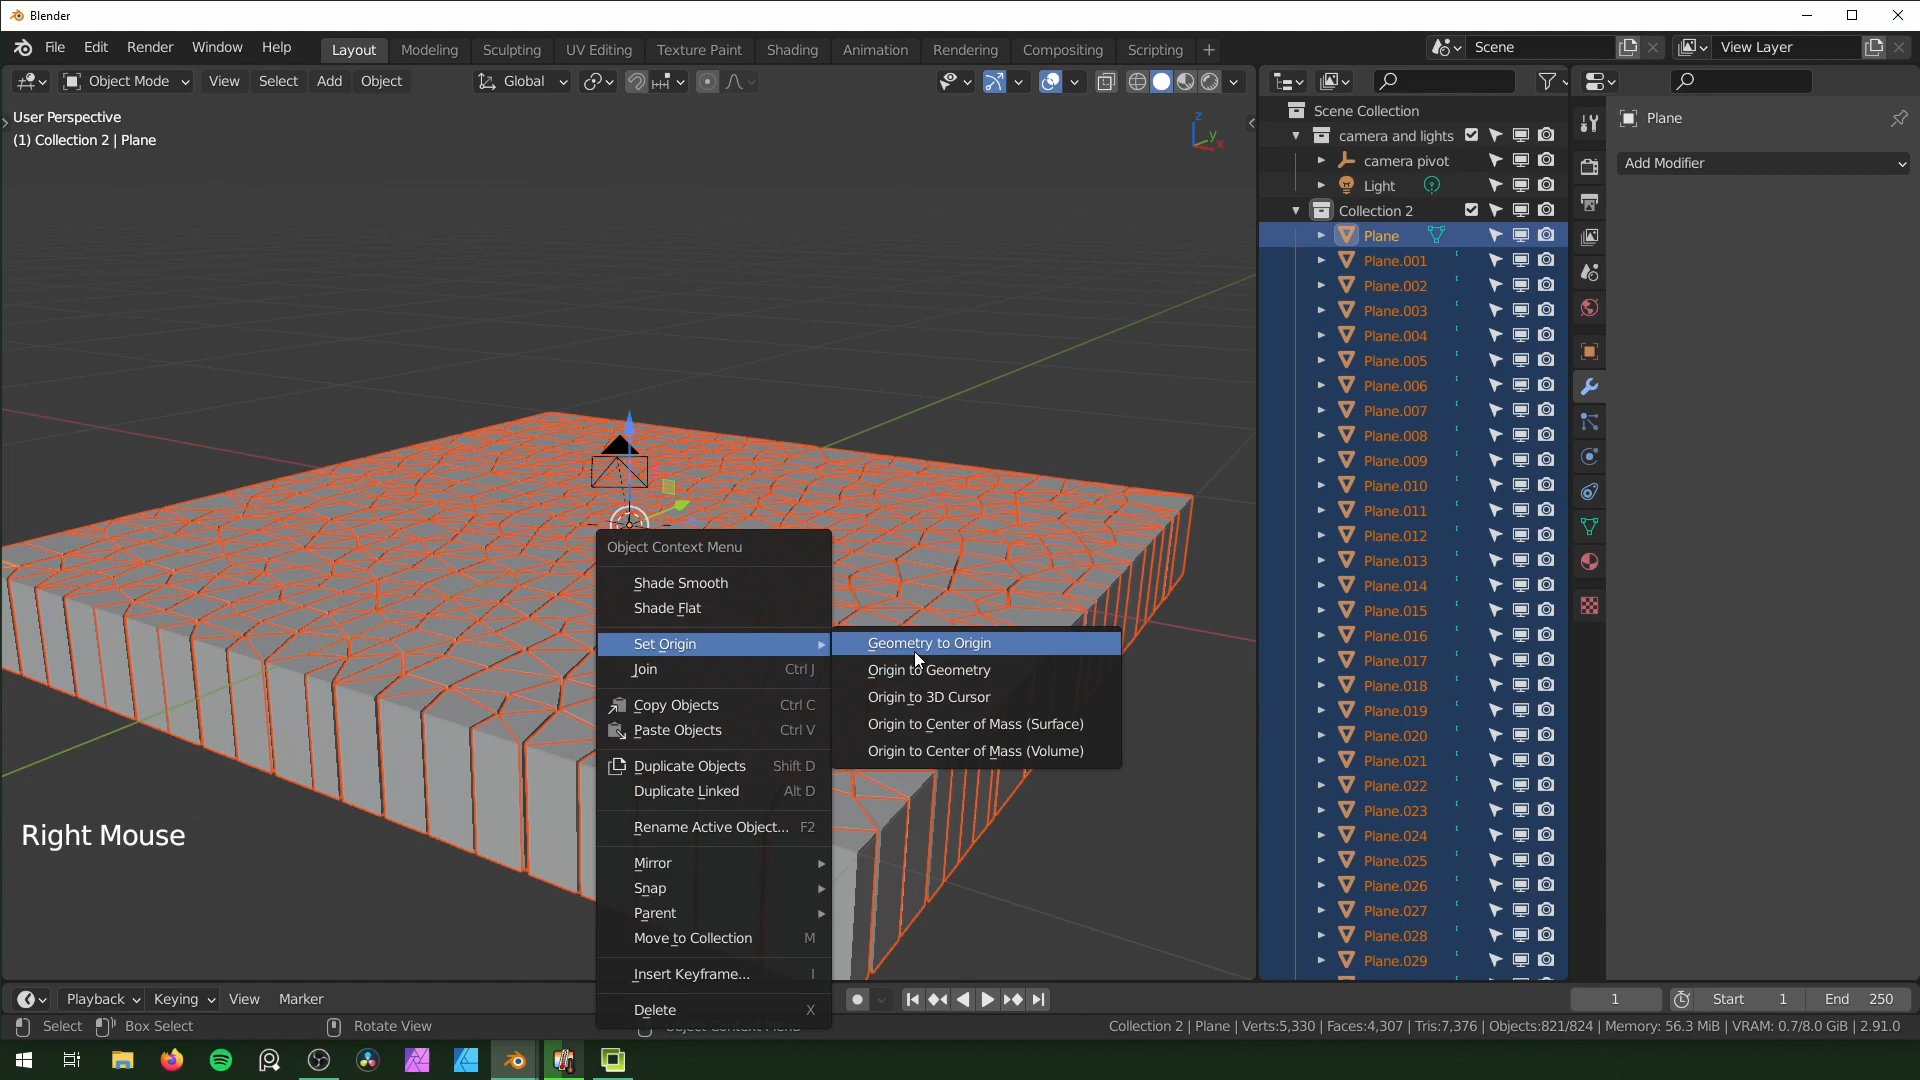 Blender
File Edit Render Window Help Layout Modeling Sculpting UV Editing Texture Paint Shading Animation Rendering Compositing Scripting + Scene View Layer
Object Mode View Select Add Object Global
User Perspective
(1) Collection 2 | Plane
Z
Y
X
Object Context Menu
Shade Smooth
Shade Flat
Set Origin
Join Ctrl J
Copy Objects Ctrl C
Paste Objects Ctrl V
Duplicate Objects Shift D
Duplicate Linked Alt D
Rename Active Object... F2
Mirror
Snap
Parent
Move to Collection M
Insert Keyframe... I
Delete X
Geometry to Origin
Origin to Geometry
Origin to 3D Cursor
Origin to Center of Mass (Surface)
Origin to Center of Mass (Volume)
Right Mouse
Scene Collection
camera and lights
camera pivot
Light
Collection 2
Plane
Plane.001
Plane.002
Plane.003
Plane.004
Plane.005
Plane.006
Plane.007
Plane.008
Plane.009
Plane.010
Plane.011
Plane.012
Plane.013
Plane.014
Plane.015
Plane.016
Plane.017
Plane.018
Plane.019
Plane.020
Plane.021
Plane.022
Plane.023
Plane.024
Plane.025
Plane.026
Plane.027
Plane.028
Plane.029
Plane
Add Modifier
Playback Keying View Marker 1 Start 1 End 250
Select Box Select Rotate View Object Context Menu Collection 2 | Plane | Verts:5,330 | Faces:4,307 | Tris:7,376 | Objects:821/824 | Memory: 56.3 MiB | VRAM: 0.7/8.0 GiB | 2.91.0